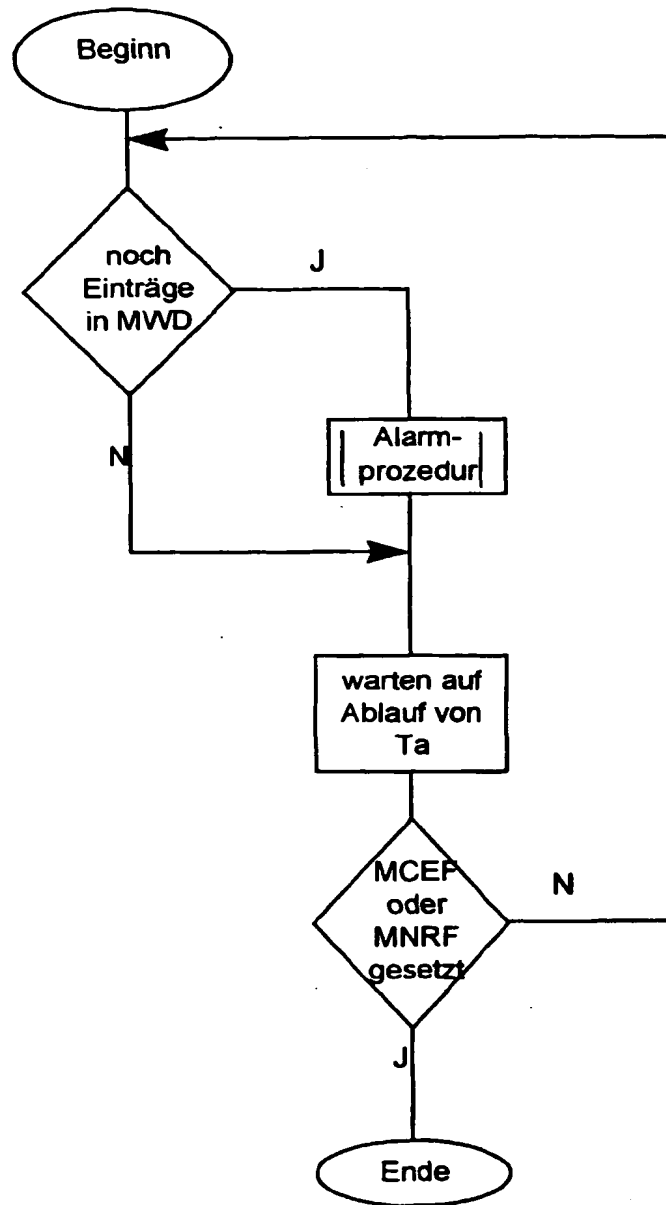 Beginn
noch
Einträge
in MWD
J
N
Alarm-
prozedur
warten auf
Ablauf von
Ta
MCEF
oder
MNRF
gesetzt
N
J
Ende